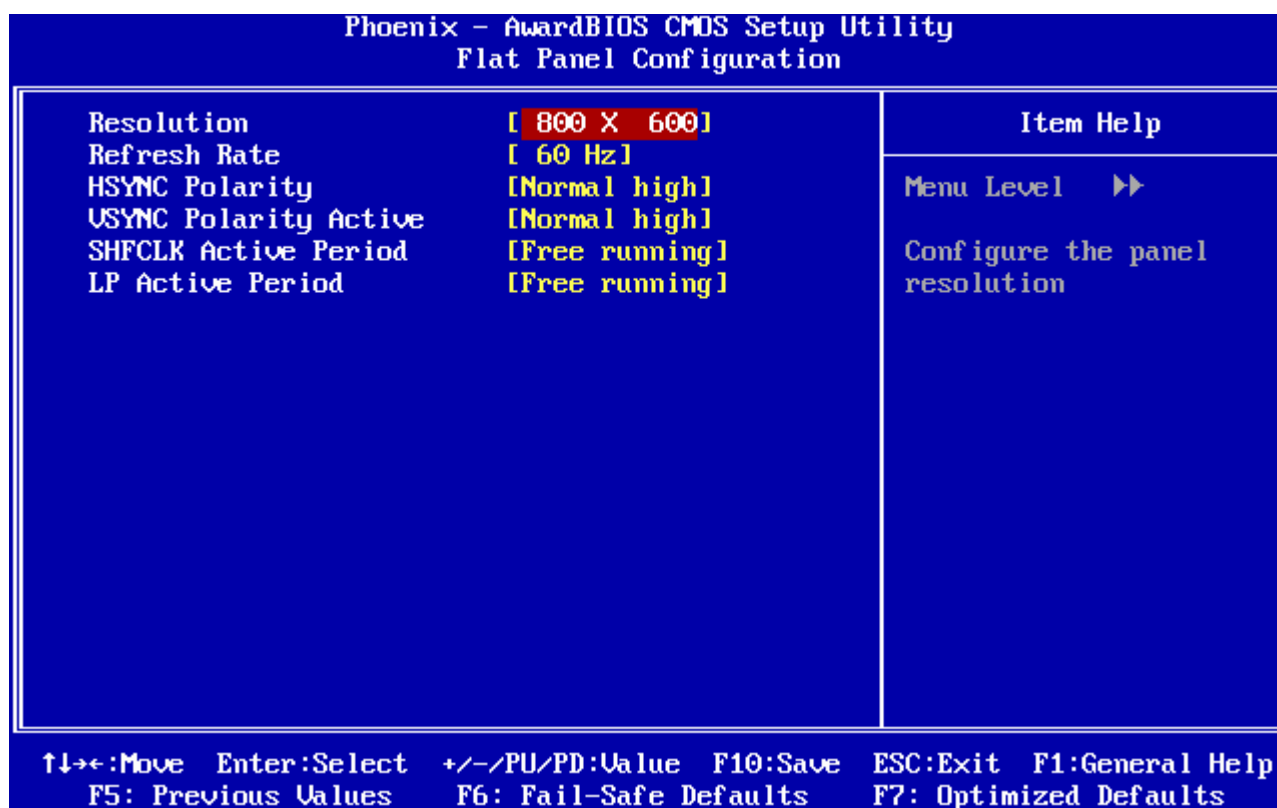 Phoenix - AwardBIOS CMOS Setup Utility
Flat Panel Configuration
Resolution [ 800 X 600]
Refresh Rate [ 60 Hz]
HSYNC Polarity [Normal high]
VSYNC Polarity Active [Normal high]
SHFCLK Active Period [Free running]
LP Active Period [Free running]
Item Help
Menu Level ▶▶
Configure the panel
resolution
↑↓→←:Move Enter:Select +/-/PU/PD:Value F10:Save ESC:Exit F1:General Help
F5: Previous Values F6: Fail-Safe Defaults F7: Optimized Defaults